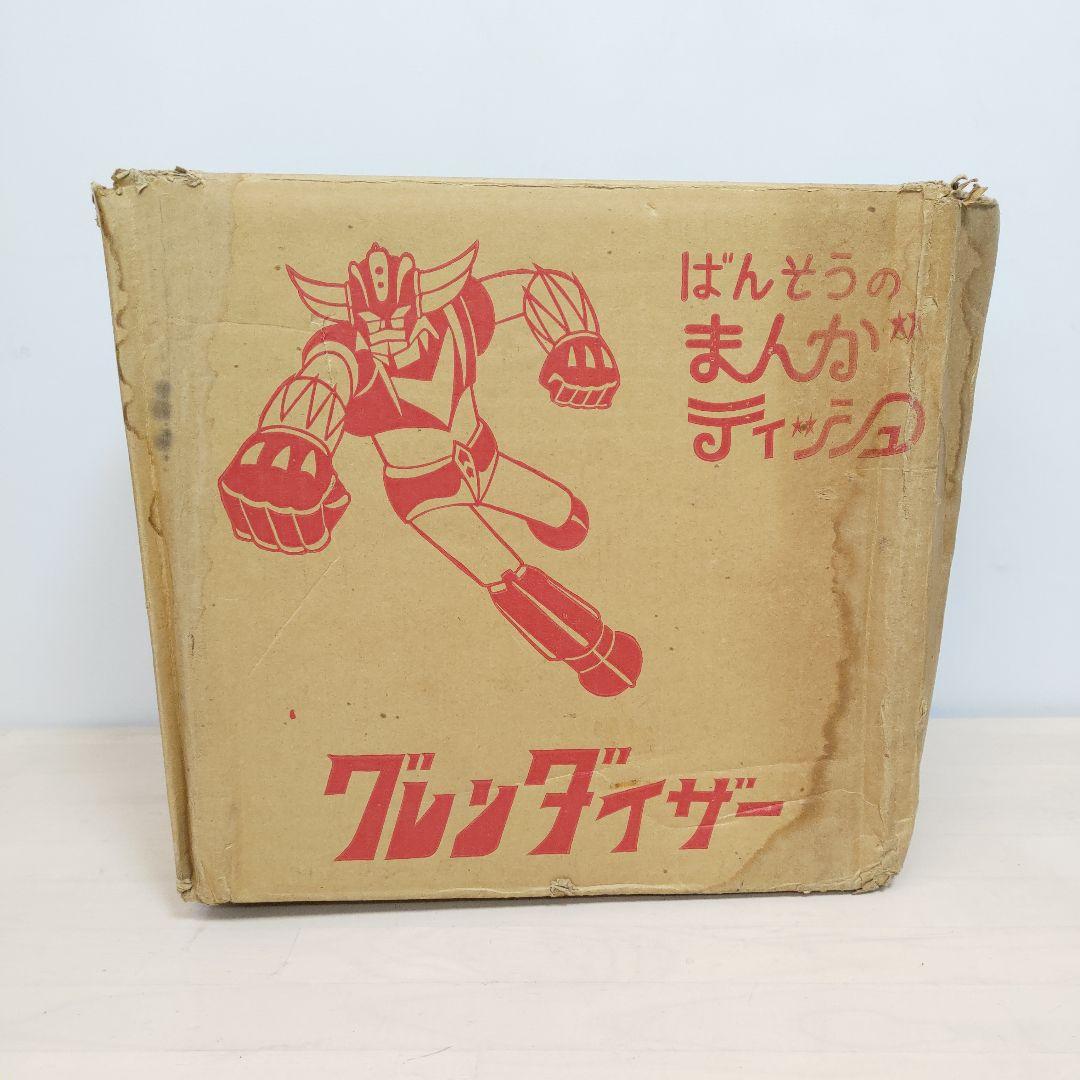 ばんそうの
まんが
ティッシュ
グレンダイザー